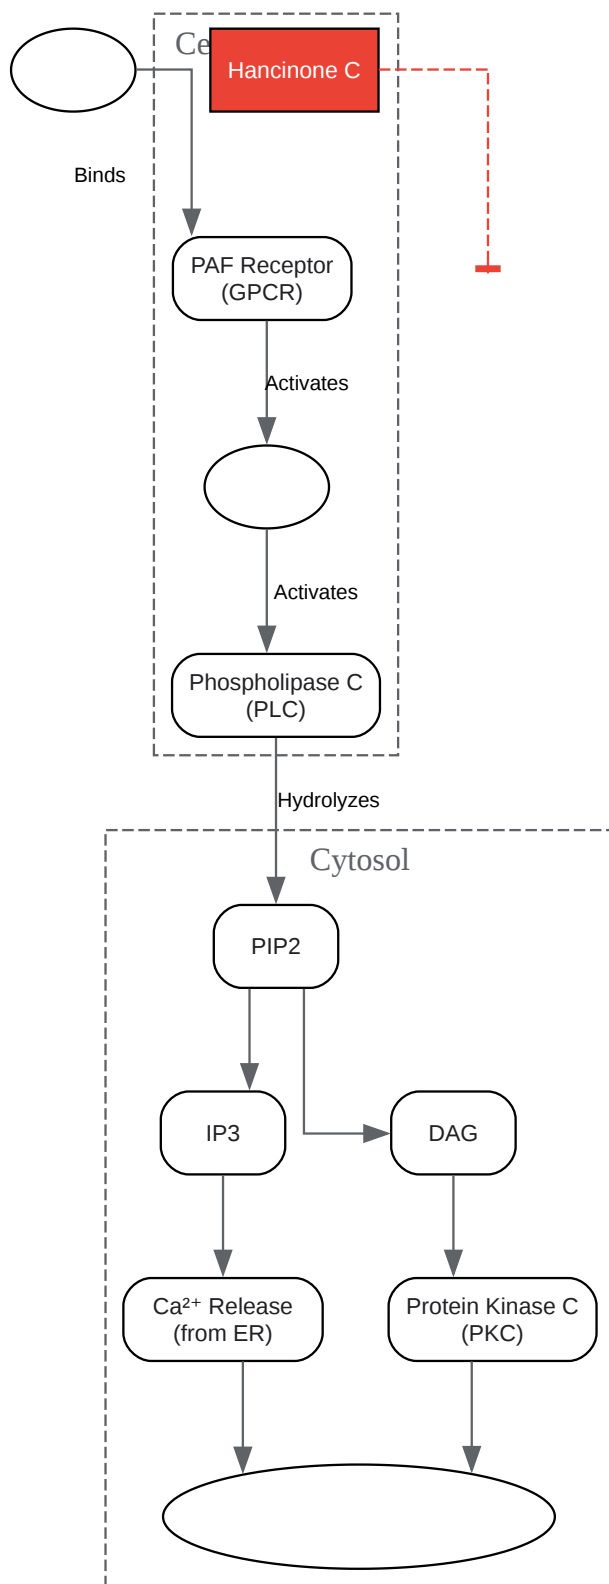 Hancinone C
Binds
PAF Receptor
(GPCR)
Activates
Activates
Phospholipase C
(PLC)
Hydrolyzes
Cytosol
PIP2
IP3
DAG
Ca²⁺ Release
(from ER)
Protein Kinase C
(PKC)